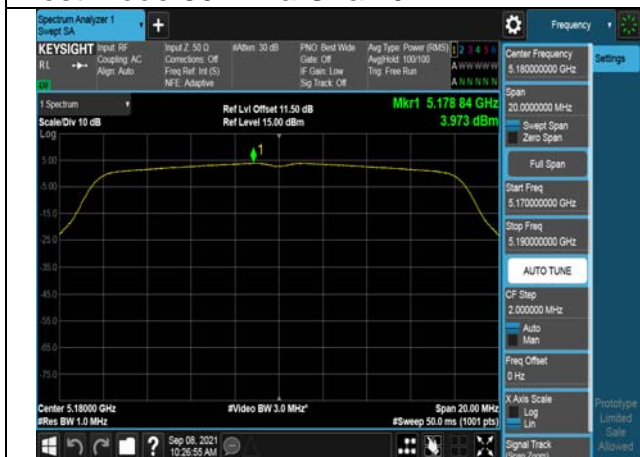 Spectrum Analyzer 1
Swept SA
+
Frequency
KEYSIGHT
RL
Input: RF
Coupling: AC
Align: Auto
Input Z: 50 Ω
Corrections: Off
Freq Ref: Int (S)
NFE: Adaptive
#Atten: 30 dB
PNO: Best Wide
Gate: Off
IF Gain: Low
Sig Track: Off
Avg Type: Power (RMS)
Avg|Hold: 100/100
Trig: Free Run
1 2 3 4 5 6
A W W W W W
A N N N N N
1 Spectrum
Scale/Div 10 dB
Log
Ref Lvl Offset 11.50 dB
Ref Level 15.00 dBm
Mkr1 5.178 84 GHz
3.973 dBm
1
5.00
-5.00
-15.0
-25.0
-35.0
-45.0
-55.0
-65.0
-75.0
Center 5.18000 GHz
#Res BW 1.0 MHz
#Video BW 3.0 MHz*
Span 20.00 MHz
#Sweep 50.0 ms (1001 pts)
Sep 08, 2021
10:26:55 AM
Center Frequency
5.180000000 GHz
Settings
Span
20.0000000 MHz
Swept Span
Zero Span
Full Span
Start Freq
5.170000000 GHz
Stop Freq
5.190000000 GHz
AUTO TUNE
CF Step
2.000000 MHz
Auto
Man
Freq Offset
0 Hz
X Axis Scale
Log
Lin
Signal Track
(Span Zoom)
Prototype
Limited
Sale
Allowed